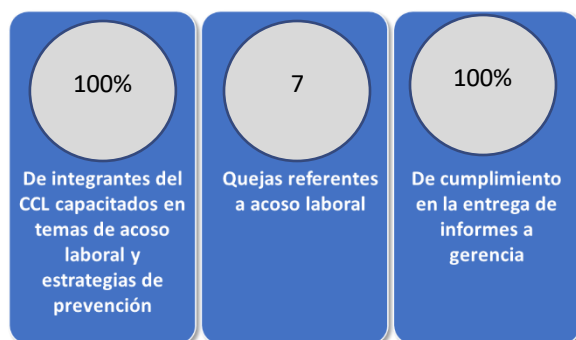 100%
De integrantes del
CCL capacitados en
temas de acoso
laboral y
estrategias de
prevención
7
Quejas referentes
a acoso laboral
100%
De cumplimiento
en la entrega de
informes a
gerencia